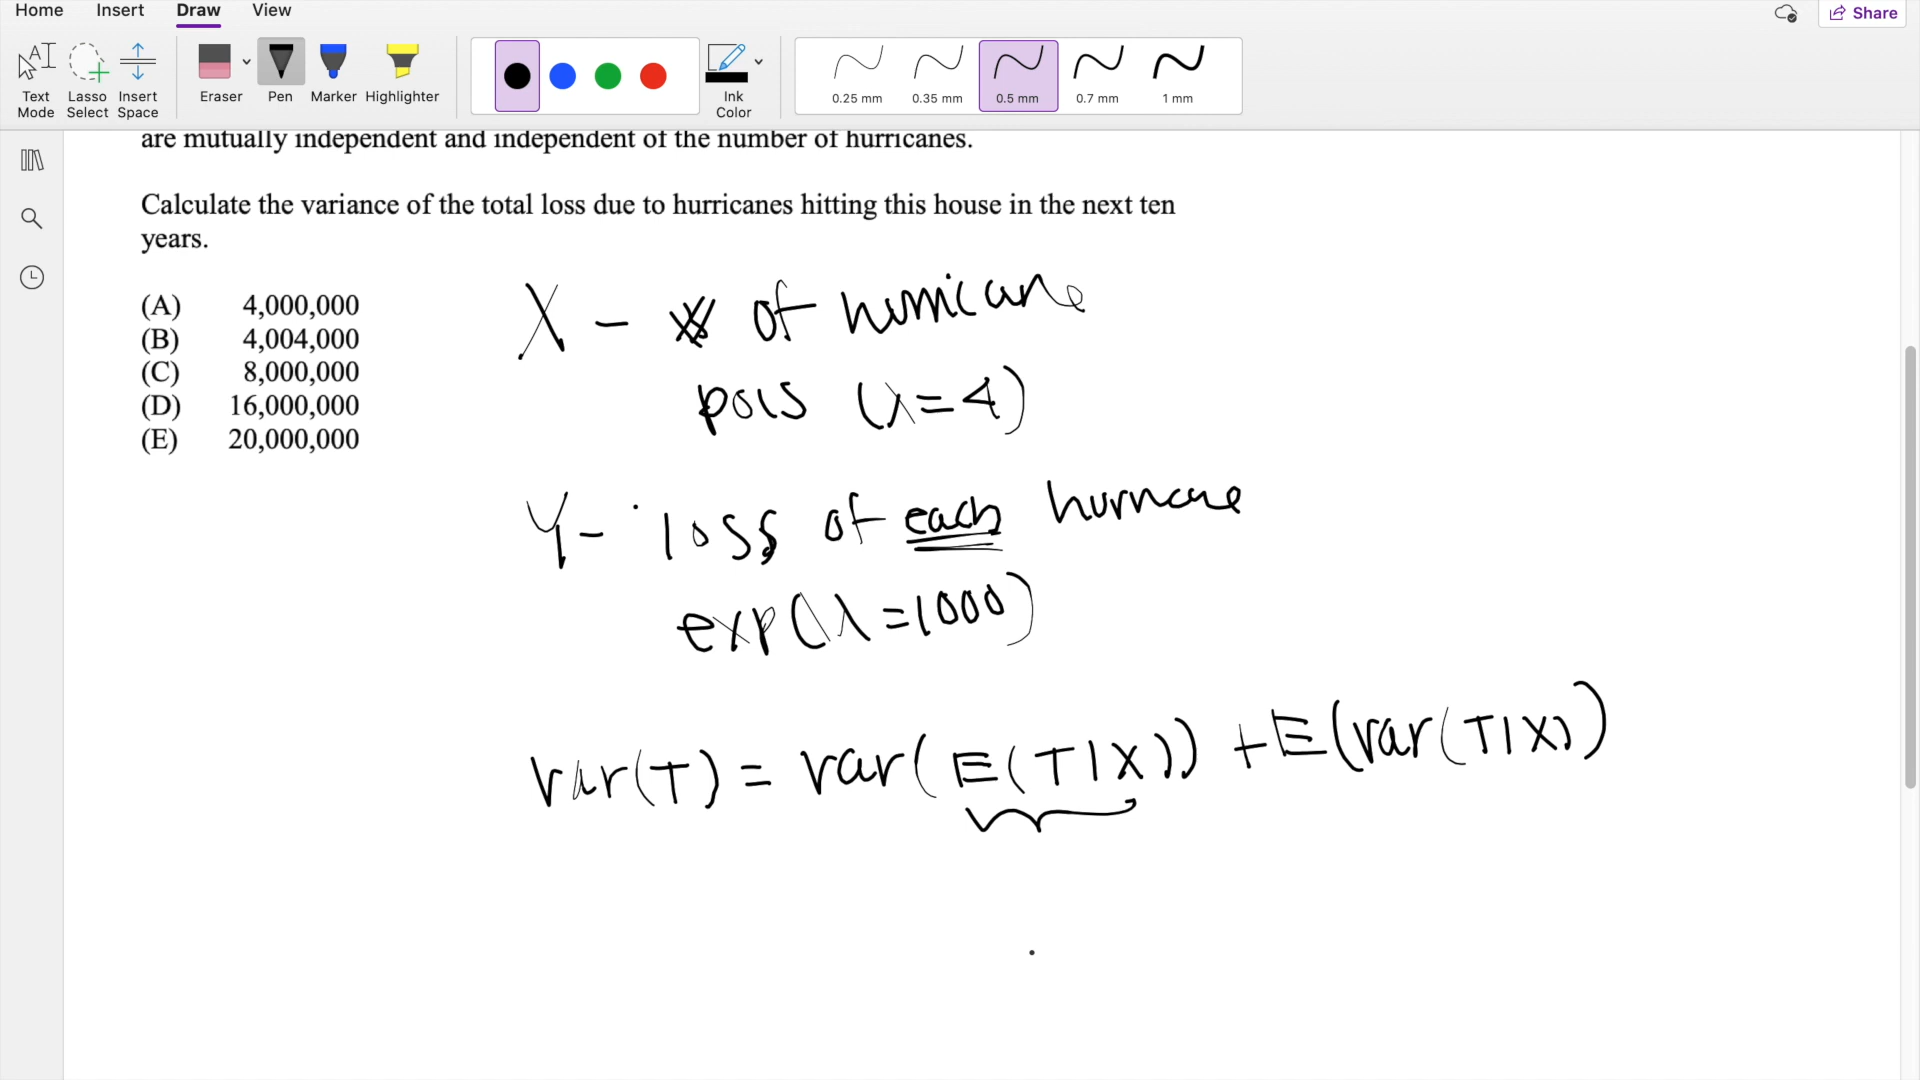 Home Insert Draw View
Share
Text Mode
Lasso Select
Insert Space
Eraser
Pen
Marker
Highlighter
Ink Color
0.25 mm
0.35 mm
0.5 mm
0.7 mm
1 mm
are mutually independent and independent of the number of hurricanes.
Calculate the variance of the total loss due to hurricanes hitting this house in the next ten
years.
(A) 4,000,000
(B) 4,004,000
(C) 8,000,000
(D) 16,000,000
(E) 20,000,000
X - # of hurricane
pois (λ=4)
Y - loss of each hurricane
exp(λ=1000)
var(T) = var(E(T|X)) + E(var(T|X))